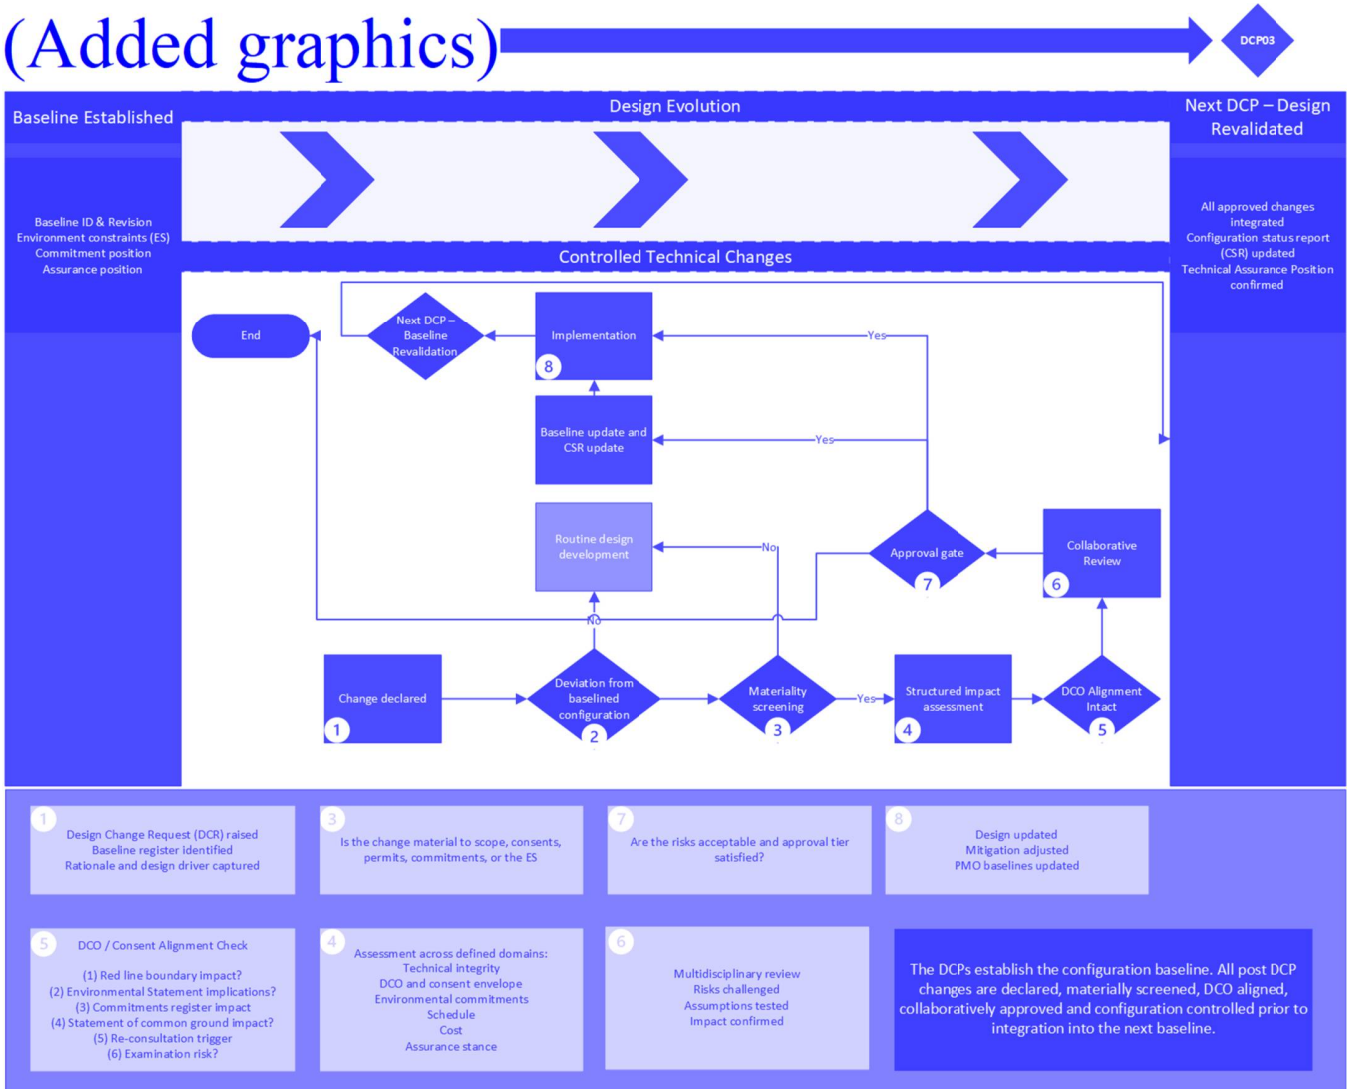 (Added graphics)
DCP03
Baseline Established
Design Evolution
Next DCP – Design
Revalidated
Baseline ID & Revision
Environment constraints (ES)
Commitment position
Assurance position
All approved changes
integrated
Configuration status report
(CSR) updated
Technical Assurance Position
confirmed
Controlled Technical Changes
End
Next DCP –
Baseline
Revalidation
Implementation
8
Yes
Baseline update and
CSR update
Yes
Routine design
development
No
Approval gate
7
Collaborative
Review
6
No
Change declared
1
Deviation from
baselined
configuration
2
Materiality
screening
3
Yes
Structured impact
assessment
4
DCO Alignment
Intact
5
1
Design Change Request (DCR) raised
Baseline register identified
Rationale and design driver captured
3
Is the change material to scope, consents,
permits, commitments, or the ES
7
Are the risks acceptable and approval tier
satisfied?
8
Design updated
Mitigation adjusted
PMO baselines updated
5
DCO / Consent Alignment Check
(1) Red line boundary impact?
(2) Environmental Statement implications?
(3) Commitments register impact
(4) Statement of common ground impact?
(5) Re-consultation trigger
(6) Examination risk?
4
Assessment across defined domains:
Technical integrity
DCO and consent envelope
Environmental commitments
Schedule
Cost
Assurance stance
6
Multidisciplinary review
Risks challenged
Assumptions tested
Impact confirmed
The DCPs establish the configuration baseline. All post DCP
changes are declared, materially screened, DCO aligned,
collaboratively approved and configuration controlled prior to
integration into the next baseline.